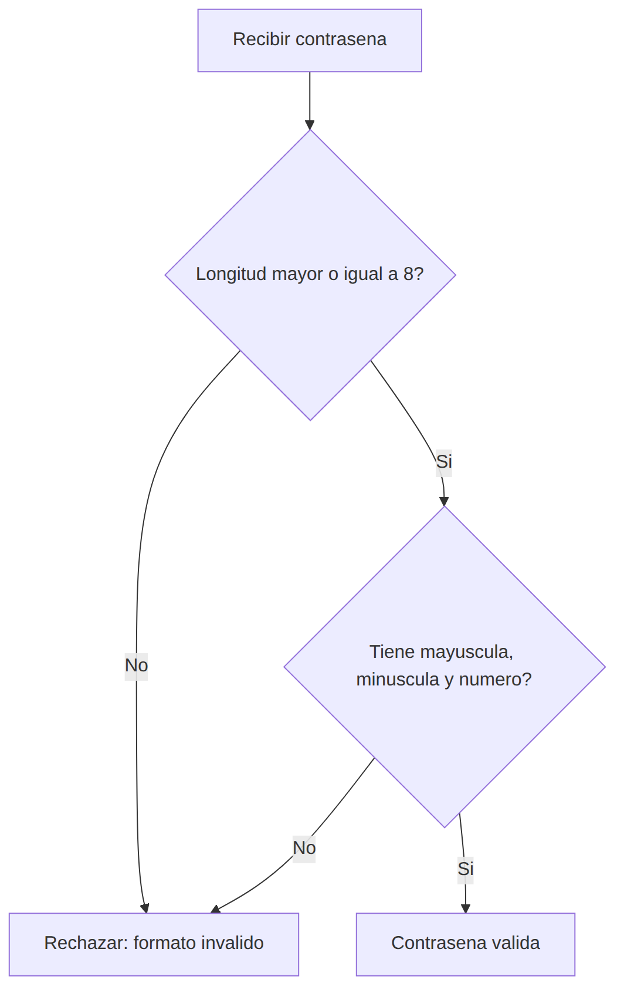 Recibir contrasena
Longitud mayor o igual a 8?
Si
Tiene mayuscula,
minuscula y numero?
No
No
Si
Rechazar: formato invalido
Contrasena valida